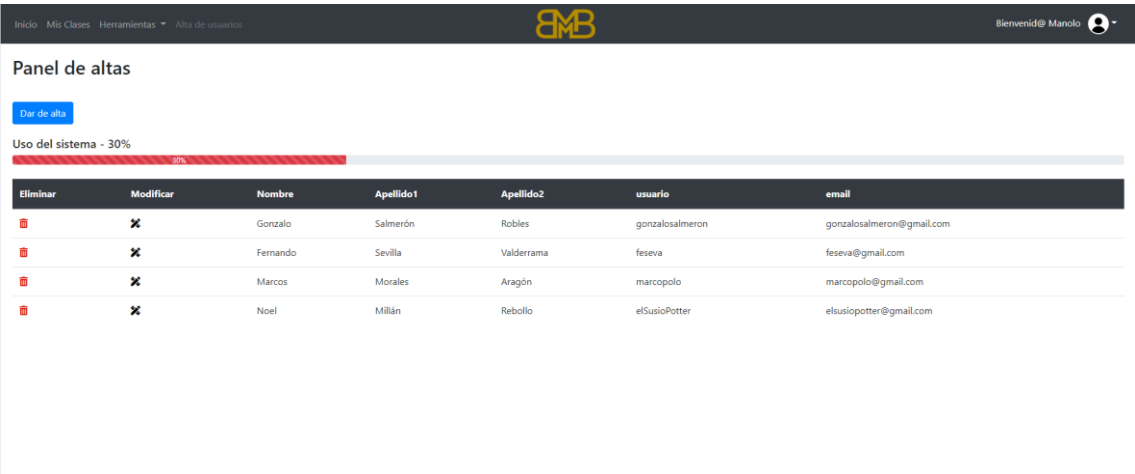 Inicio Mis Clases Herramientas Alta de usuarios BMB Bienvenid@ Manolo
Panel de altas
Dar de alta
Uso del sistema - 30%
30%
Eliminar Modificar Nombre Apellido1 Apellido2 usuario email
Gonzalo Salmerón Robles gonzalosalmeron gonzalosalmeron@gmail.com
Fernando Sevilla Valderrama feseva feseva@gmail.com
Marcos Morales Aragón marcopolo marcopolo@gmail.com
Noel Millán Rebollo elSusioPotter elsusiopotter@gmail.com